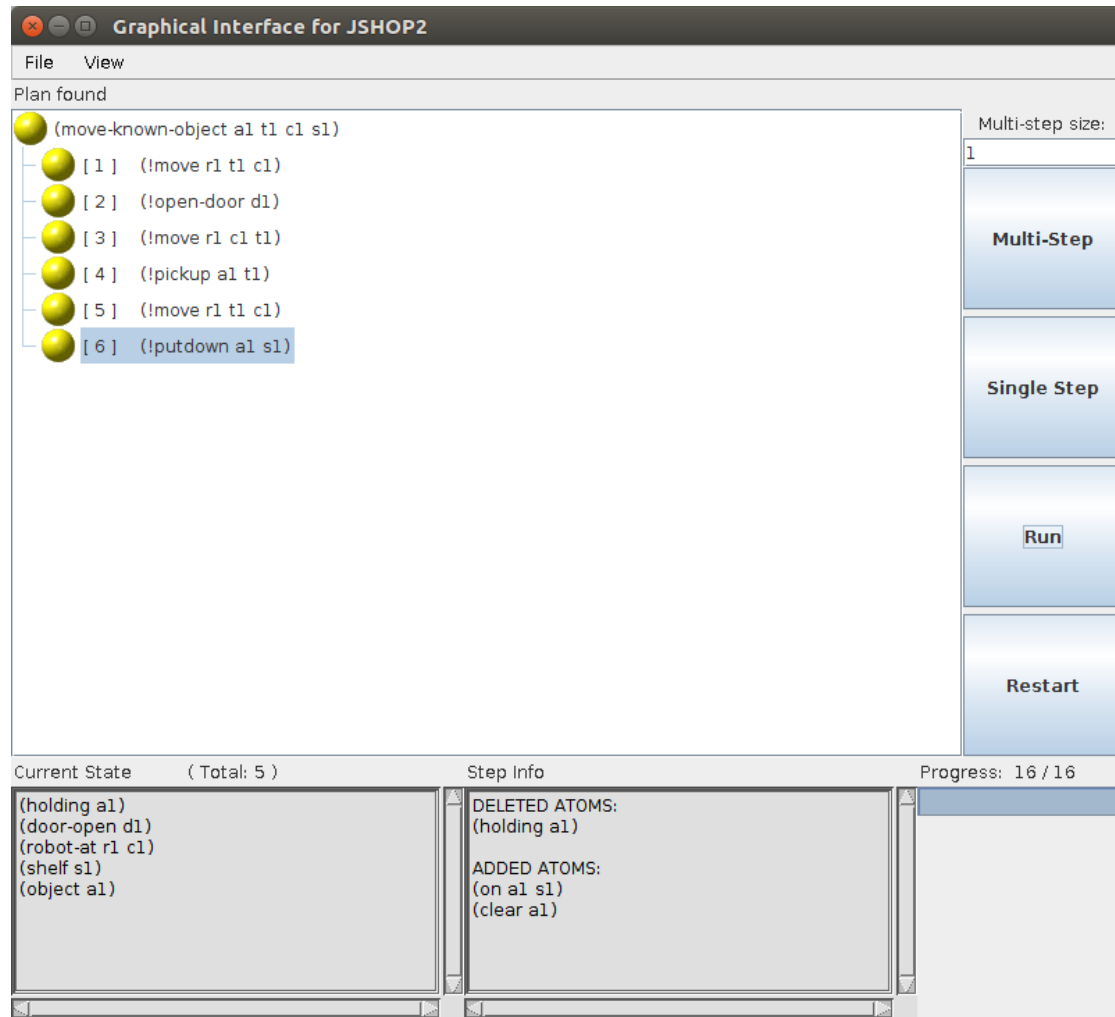 Graphical Interface for JSHOP2
File View
Plan found
(move-known-object a1 t1 c1 s1)
[ 1 ] (!move r1 t1 c1)
[ 2 ] (!open-door d1)
[ 3 ] (!move r1 c1 t1)
[ 4 ] (!pickup a1 t1)
[ 5 ] (!move r1 t1 c1)
[ 6 ] (!putdown a1 s1)
Multi-step size:
1
Multi-Step
Single Step
Run
Restart
Current State ( Total: 5 )
(holding a1)
(door-open d1)
(robot-at r1 c1)
(shelf s1)
(object a1)
Step Info
DELETED ATOMS:
(holding a1)
ADDED ATOMS:
(on a1 s1)
(clear a1)
Progress: 16 / 16